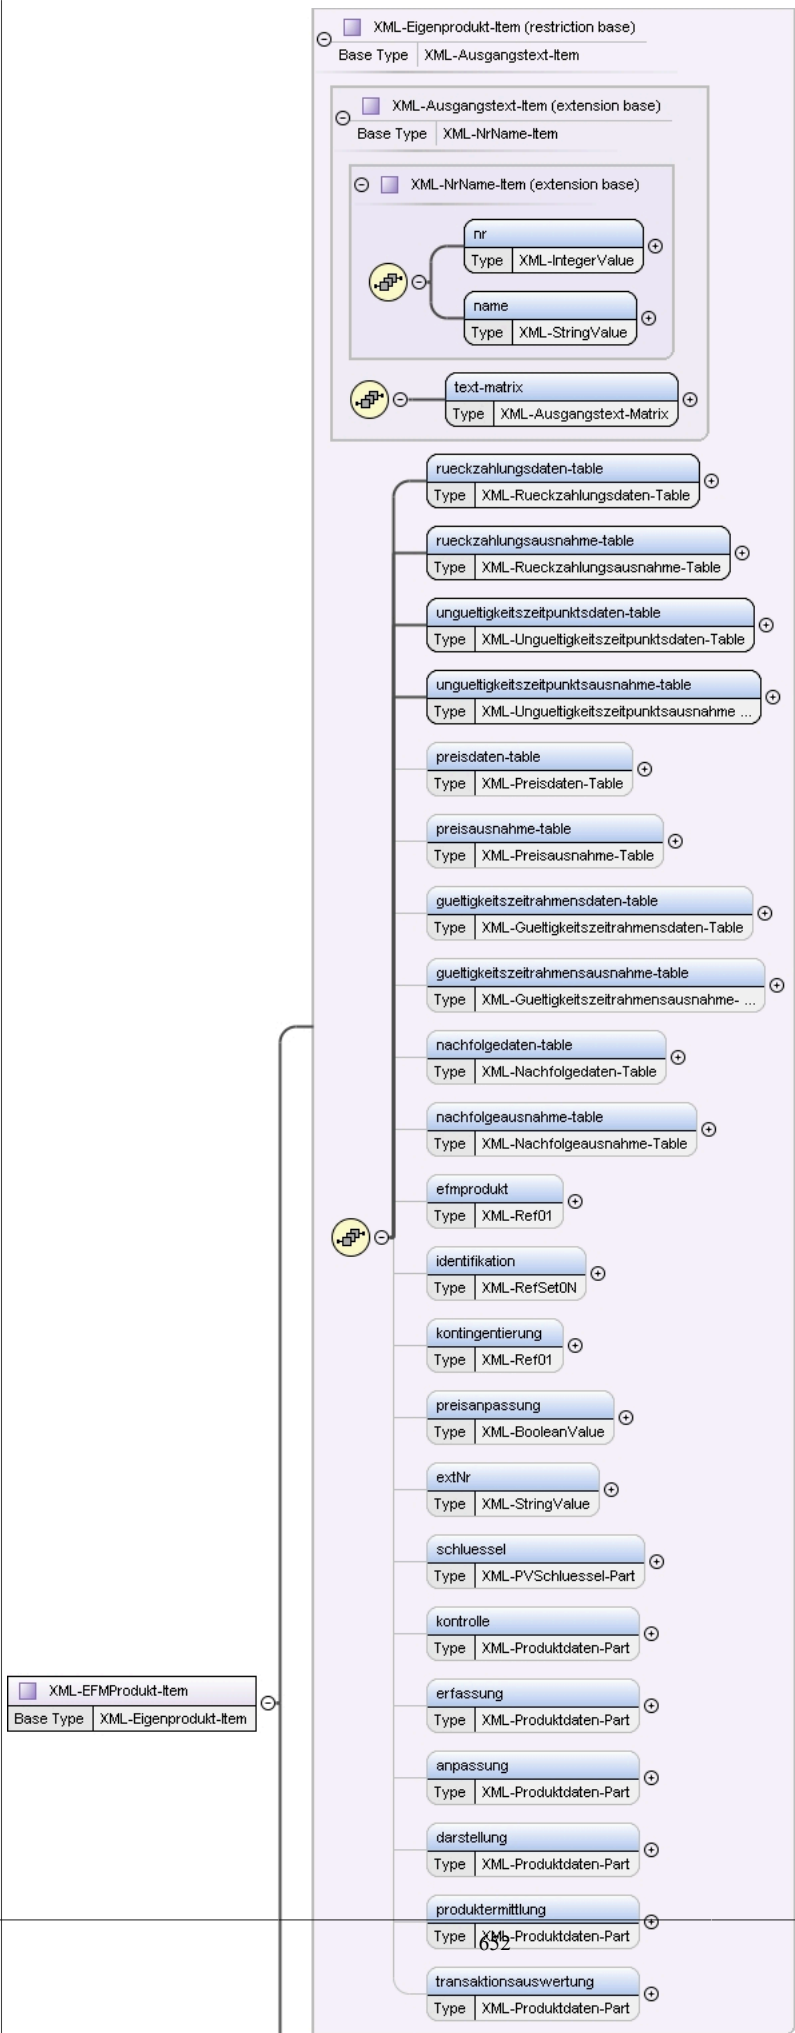 XML-Eigenprodukt-Item (restriction base)
Base Type XML-Ausgangstext-Item
XML-Ausgangstext-Item (extension base)
Base Type XML-NrName-Item
XML-NrName-Item (extension base)
nr
Type XML-IntegerValue
name
Type XML-StringValue
text-matrix
Type XML-Ausgangstext-Matrix
rueckzahlungsdaten-table
Type XML-Rueckzahlungsdaten-Table
rueckzahlungsausnahme-table
Type XML-Rueckzahlungsausnahme-Table
ungueltigkeitszeitpunktsdaten-table
Type XML-Ungueltigkeitszeitpunktsdaten-Table
ungueltigkeitszeitpunktsausnahme-table
Type XML-Ungueltigkeitszeitpunktsausnahme ...
preisdaten-table
Type XML-Preisdaten-Table
preisausnahme-table
Type XML-Preisausnahme-Table
gueltigkeitszeitrahmensdaten-table
Type XML-Gueltigkeitszeitrahmensdaten-Table
gueltigkeitszeitrahmensausnahme-table
Type XML-Gueltigkeitszeitrahmensausnahme- ...
nachfolgedaten-table
Type XML-Nachfolgedaten-Table
nachfolgeausnahme-table
Type XML-Nachfolgeausnahme-Table
efmprodukt
Type XML-Ref01
identifikation
Type XML-RefSet0N
kontingentierung
Type XML-Ref01
preisanpassung
Type XML-BooleanValue
extNr
Type XML-StringValue
schluessel
Type XML-PVSchluessel-Part
kontrolle
Type XML-Produktdaten-Part
XML-EFMProdukt-Item
Base Type XML-Eigenprodukt-Item
erfassung
Type XML-Produktdaten-Part
anpassung
Type XML-Produktdaten-Part
darstellung
Type XML-Produktdaten-Part
produktermittlung
Type XML-Produktdaten-Part
652
transaktionsauswertung
Type XML-Produktdaten-Part